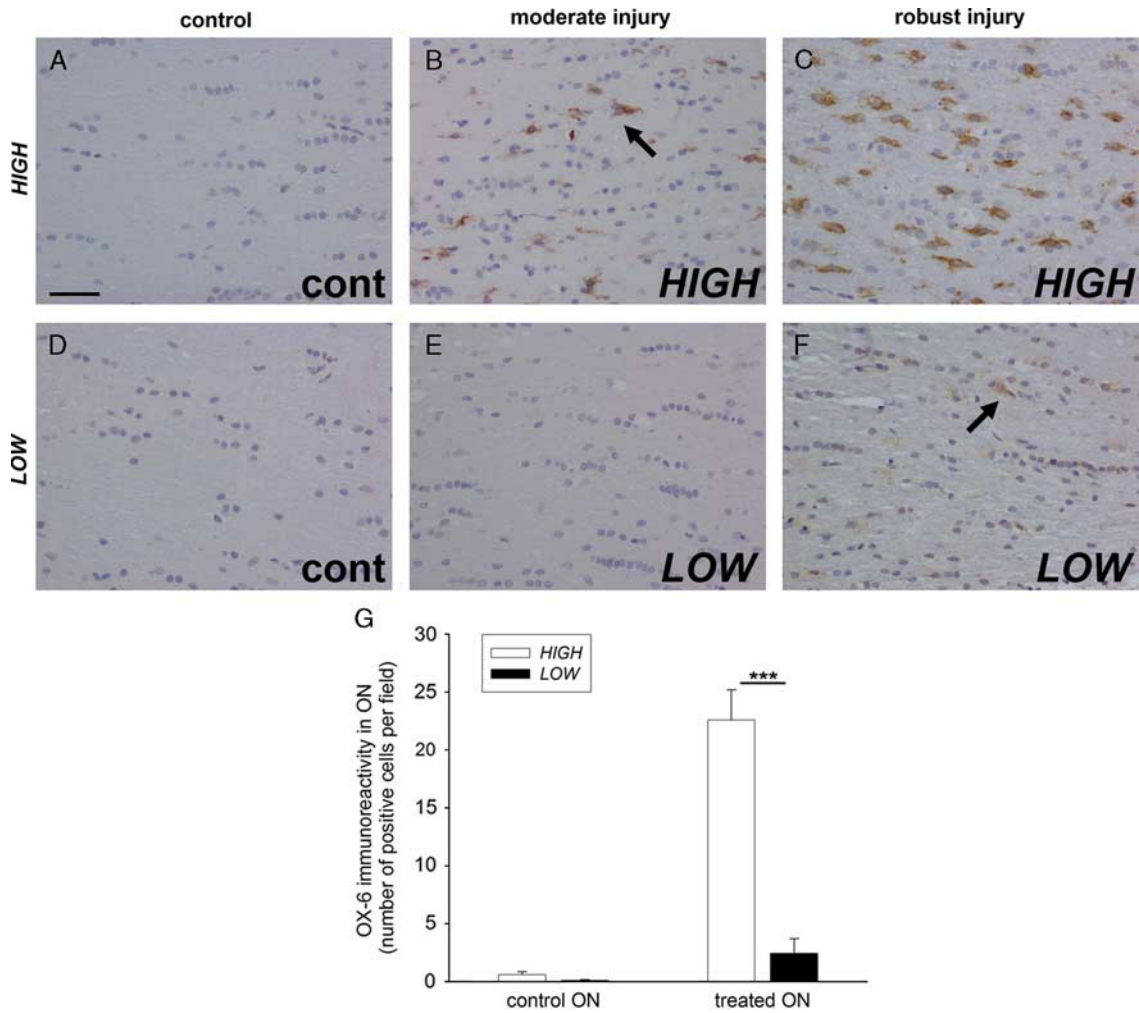 control
moderate injury
robust injury
HIGH
A
cont
B
HIGH
C
HIGH
LOW
D
cont
E
LOW
F
LOW
G
OX-6 immunoreactivity in ON
(number of positive cells per field)
30
25
20
15
10
5
0
HIGH
LOW
***
control ON
treated ON